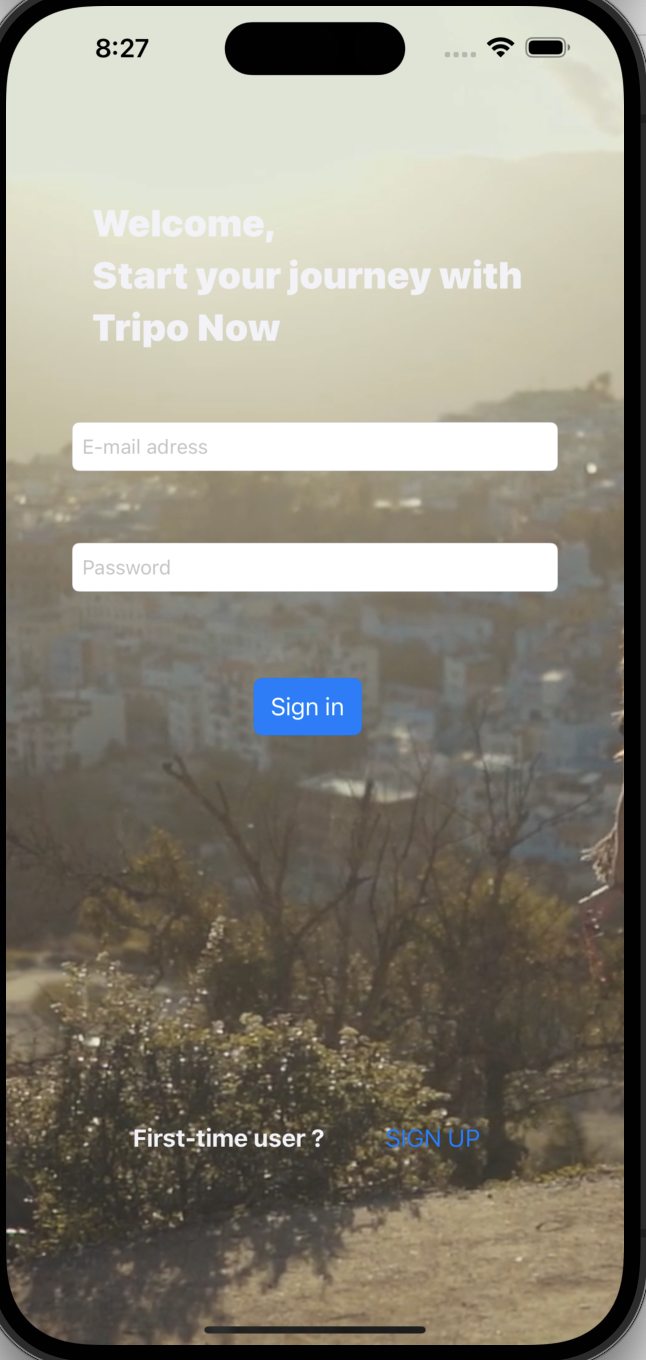 8:27
Welcome,
Start your journey with
Tripo Now
E-mail adress
Password
Sign in
First-time user ? SIGN UP